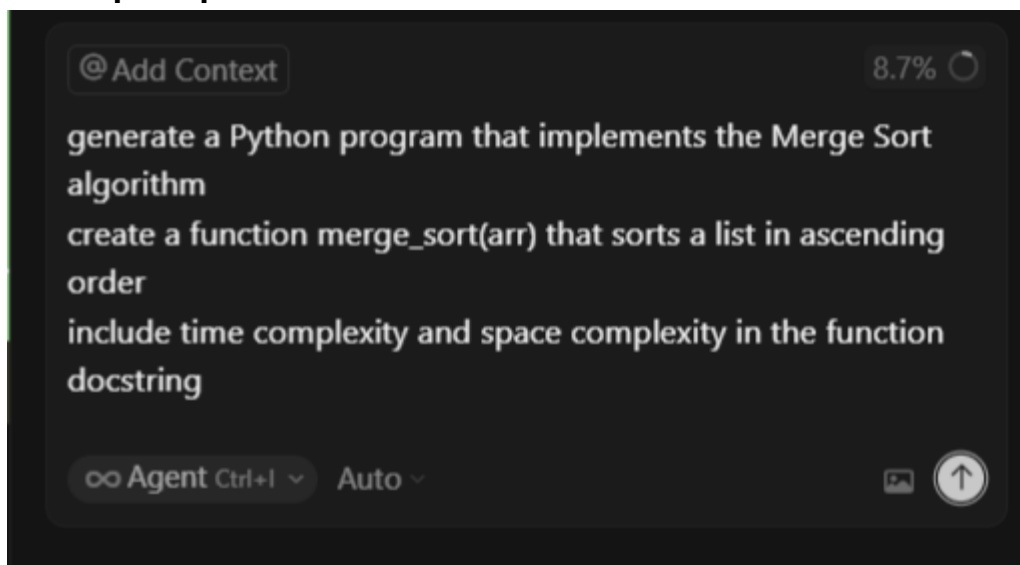 @ Add Context
8.7%
generate a Python program that implements the Merge Sort
algorithm
create a function merge_sort(arr) that sorts a list in ascending
order
include time complexity and space complexity in the function
docstring
∞ Agent Ctrl+I
Auto